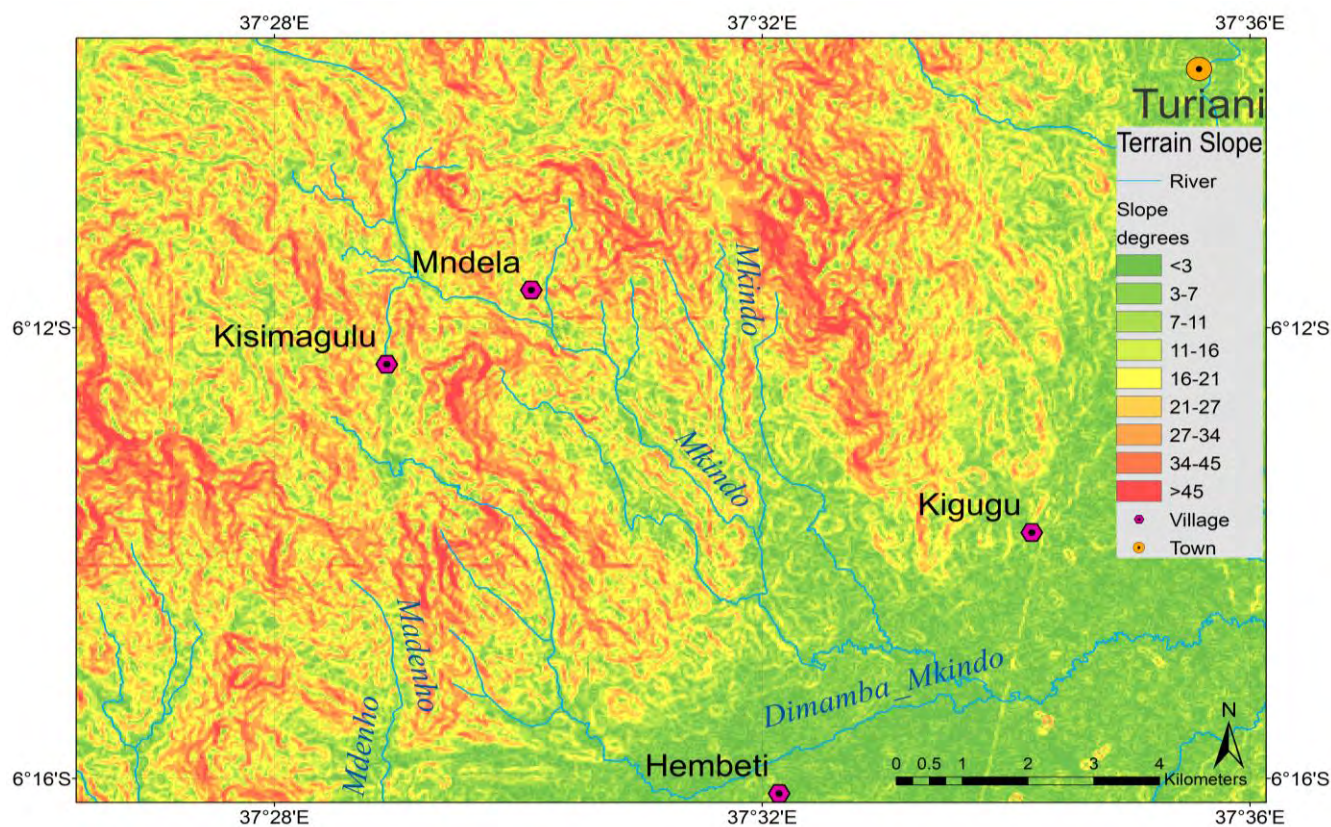 37°28'E
37°32'E
37°36'E
Turiani
Terrain Slope
River
Slope
degrees
<3
3-7
7-11
11-16
16-21
21-27
27-34
34-45
>45
Village
Town
Mndela
Mkindo
6°12'S
6°12'S
Kisimagulu
Mkindo
Kigugu
Madenho
Dimamba_Mkindo
Mdenho
N
Hembeti
0 0.5 1 2 3 4
Kilometers
6°16'S
6°16'S
37°28'E
37°32'E
37°36'E